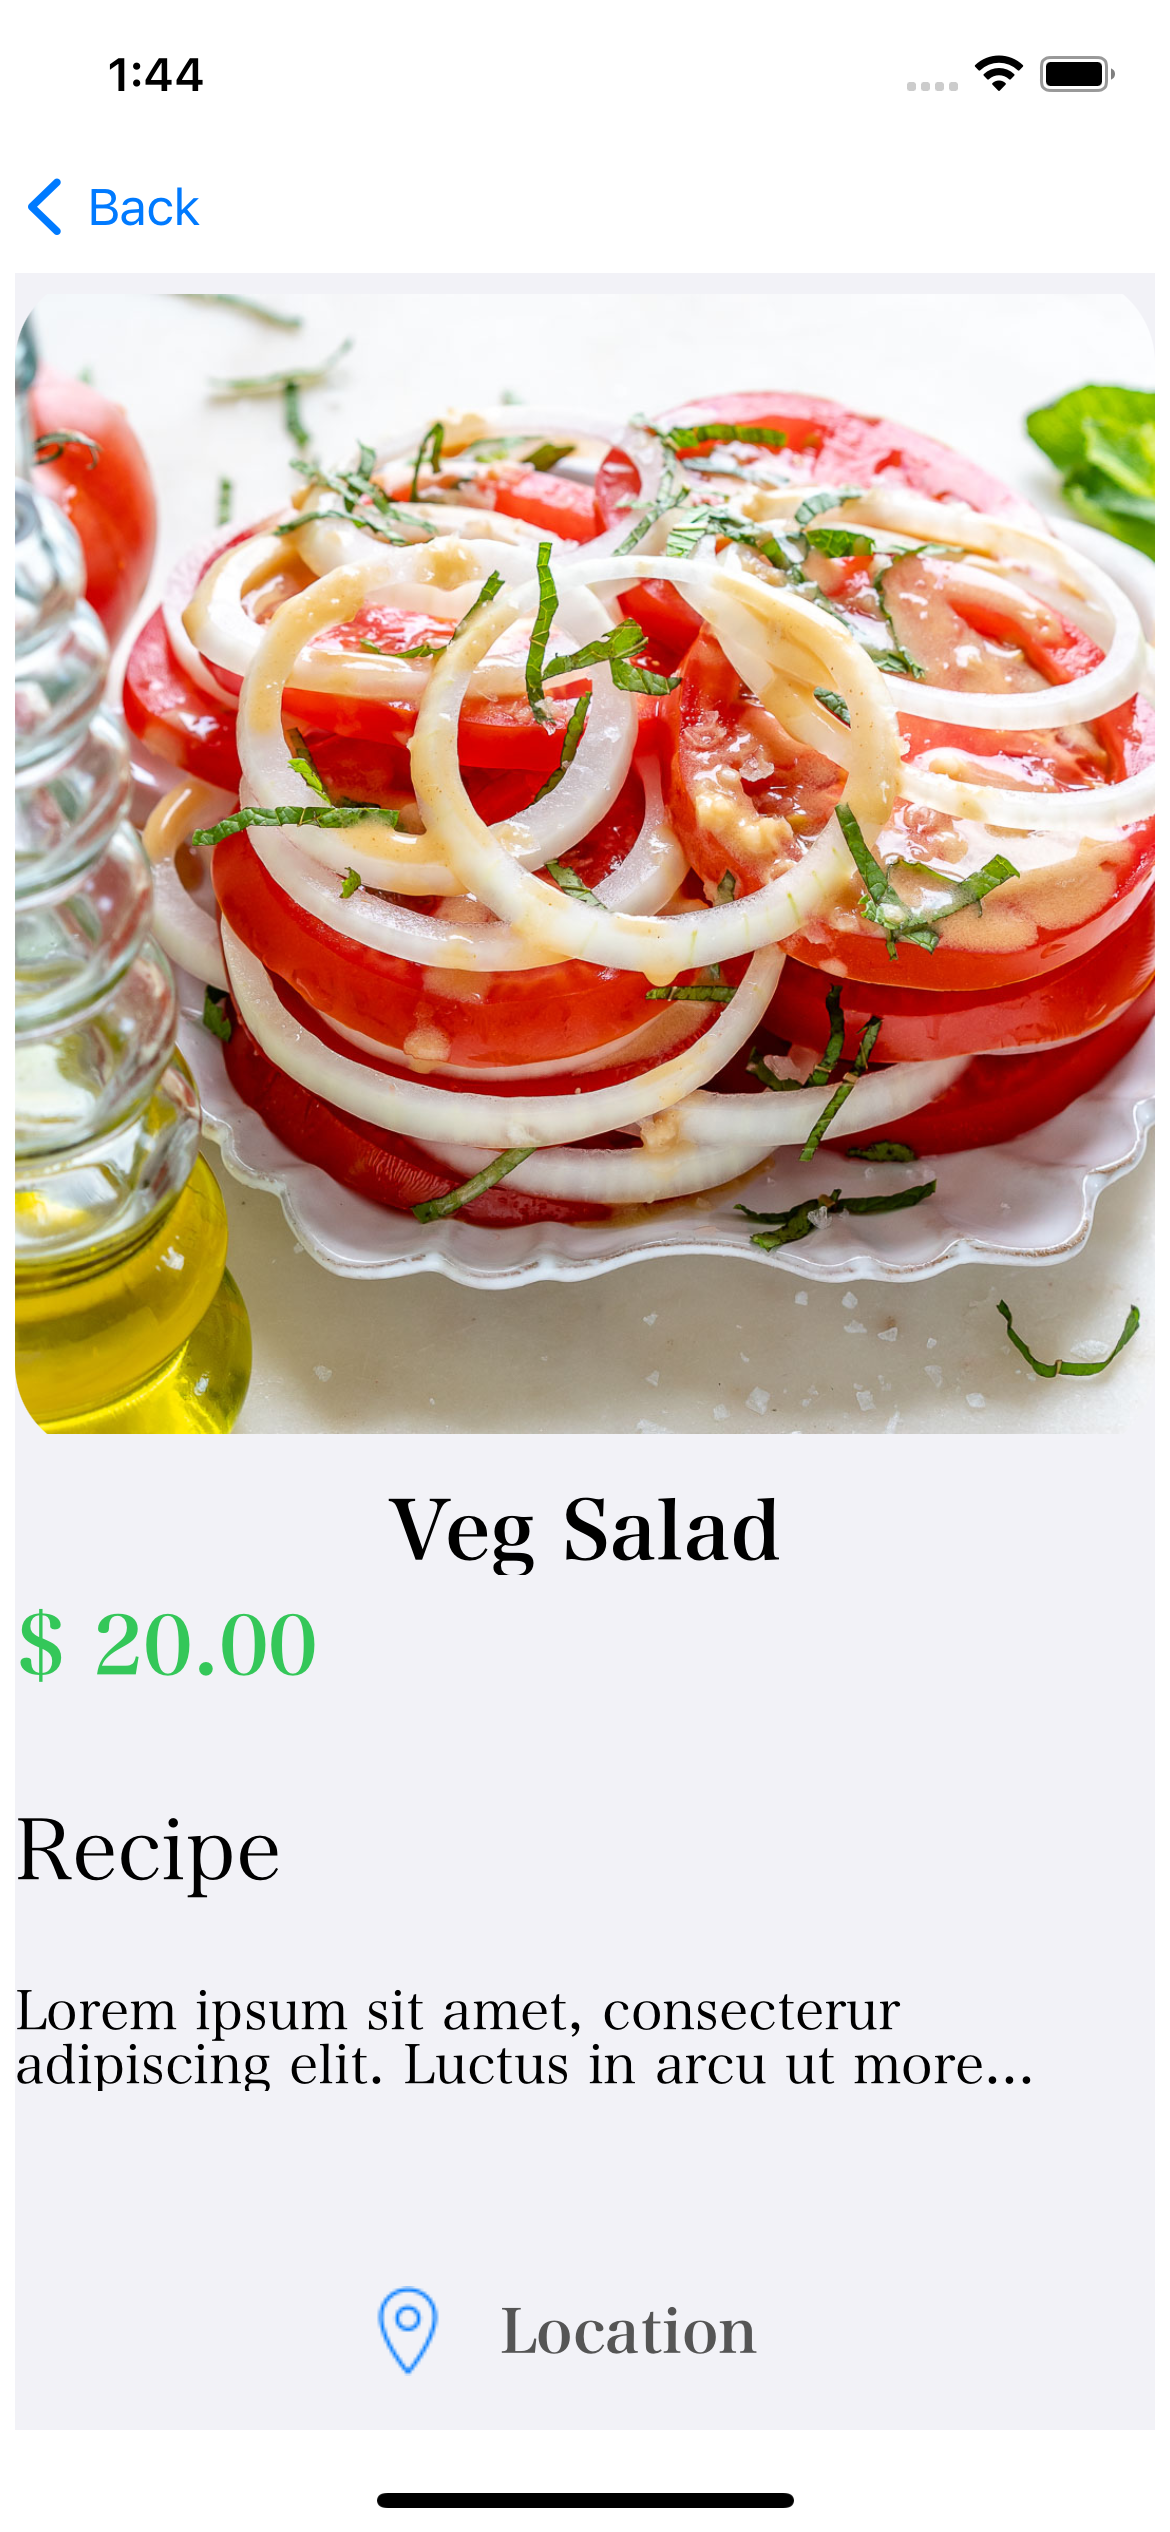 1:44
Back
Veg Salad
$ 20.00
Recipe
Lorem ipsum sit amet, consecterur
adipiscing elit. Luctus in arcu ut more...
Location